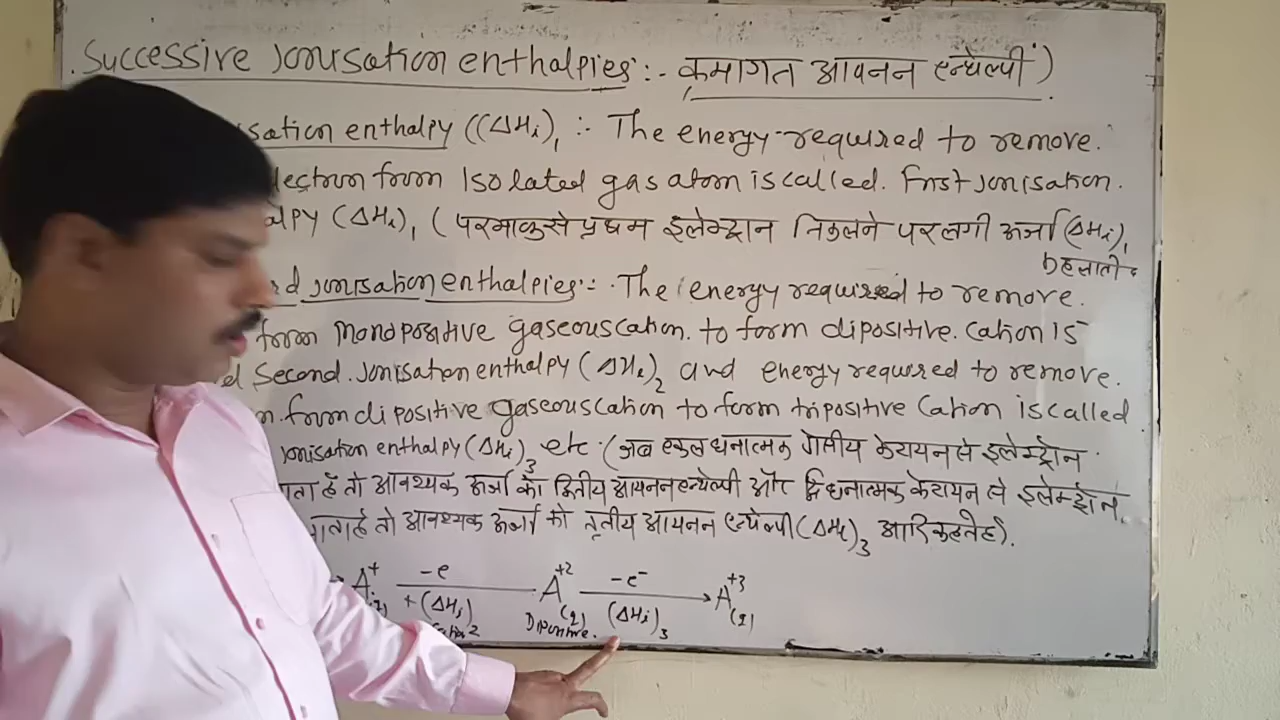 Successive Ionisation enthalpies :- क्रमागत आयनन एन्थैल्पी)
sation enthalpy ((ΔHi)1 :- The energy required to remove.
lectron from Isolated gas atom is called. First ionisation.
alpy (ΔHi)1 (परमाणु से प्रथम इलेक्ट्रान निकलने पर लगी ऊर्जा (ΔHi)1
कहलाती
d ionisation enthalpies :- The energy required to remove.
from monopositive gaseous cation. to form dipositive. Cation is
d Second. Ionisation enthalpy (ΔHi)2 and energy required to remove.
n. from di positive gaseous cation to form tripositive Cation is called
ionisation enthalpy (ΔHi)3 etc. (जब एकल धनात्मक गैसीय केटायन से इलेक्ट्रोन
ता है तो आवश्यक ऊर्जा को द्वितीय आयनन एन्थैल्पी और द्विधनात्मक केटायन से इलेक्ट्रोन
ाता है तो आवश्यक ऊर्जा को तृतीय आयनन एन्थैल्पी (ΔHi)3 आदि कहते है).
A+ -e A+2 -e- → A+3
+(ΔHi)2 (g) (ΔHi)3 (g)
Dipositive.